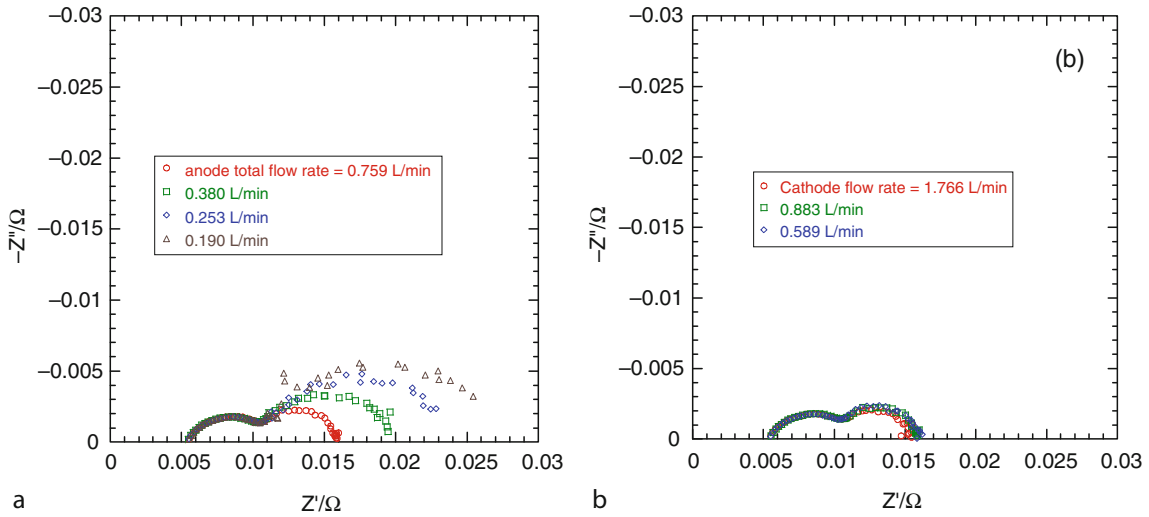 −0.03
−0.025
−0.02
−0.015
−0.01
−0.005
0
−Z''/Ω
anode total flow rate = 0.759 L/min
0.380 L/min
0.253 L/min
0.190 L/min
0 0.005 0.01 0.015 0.02 0.025 0.03
Z'/Ω
a
−0.03
−0.025
−0.02
−0.015
−0.01
−0.005
0
−Z''/Ω
(b)
Cathode flow rate = 1.766 L/min
0.883 L/min
0.589 L/min
0 0.005 0.01 0.015 0.02 0.025 0.03
Z'/Ω
b